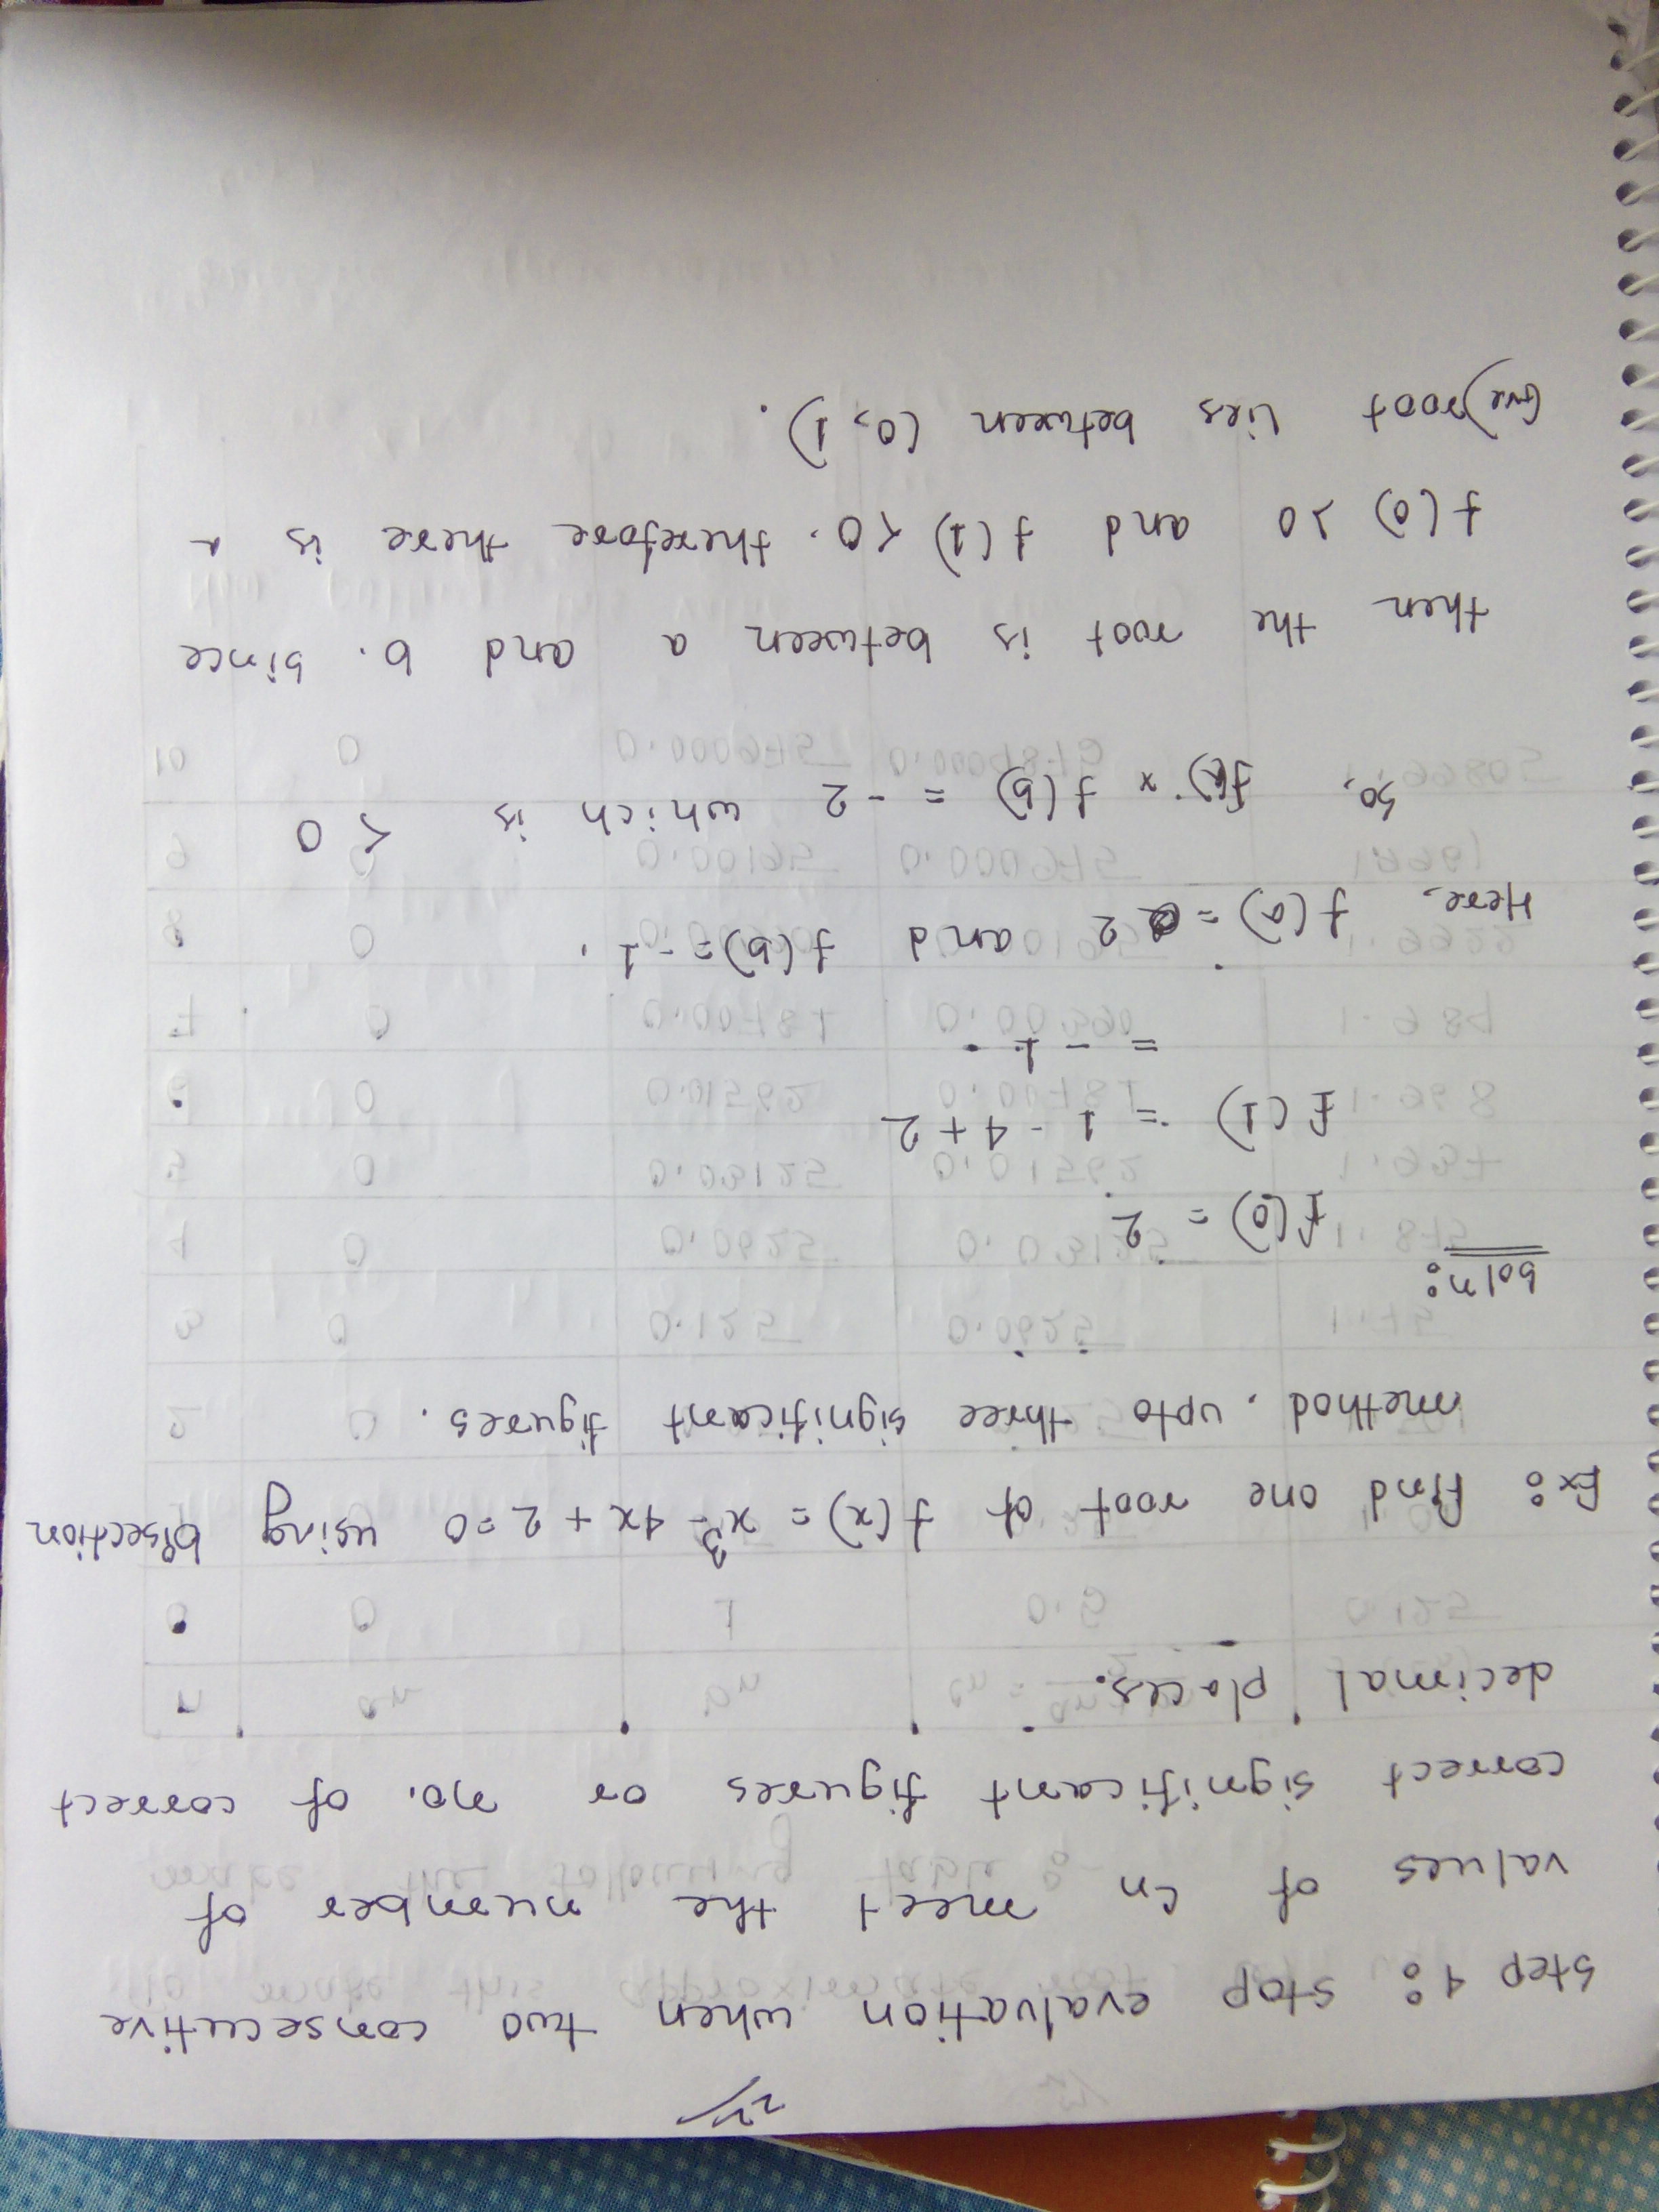 22
Step 4: Stop evaluation when two consecutive
values of cn meet the number of
correct significant figures or no. of correct
decimal places.
Ex: Find one root of f(x) = x³ - 4x + 2 = 0 using bisection
method, upto three significant figures.
Soln:
f(0) = 2
f(1) = 1 - 4 + 2
= - 1
Here, f(a) = 2 and f(b) = -1.
So, f(a) × f(b) = - 2 which is < 0
then the root is between a and b. Since
f(0) > 0 and f(1) < 0. therefore there is a
(+ve) root lies between (0, 1).